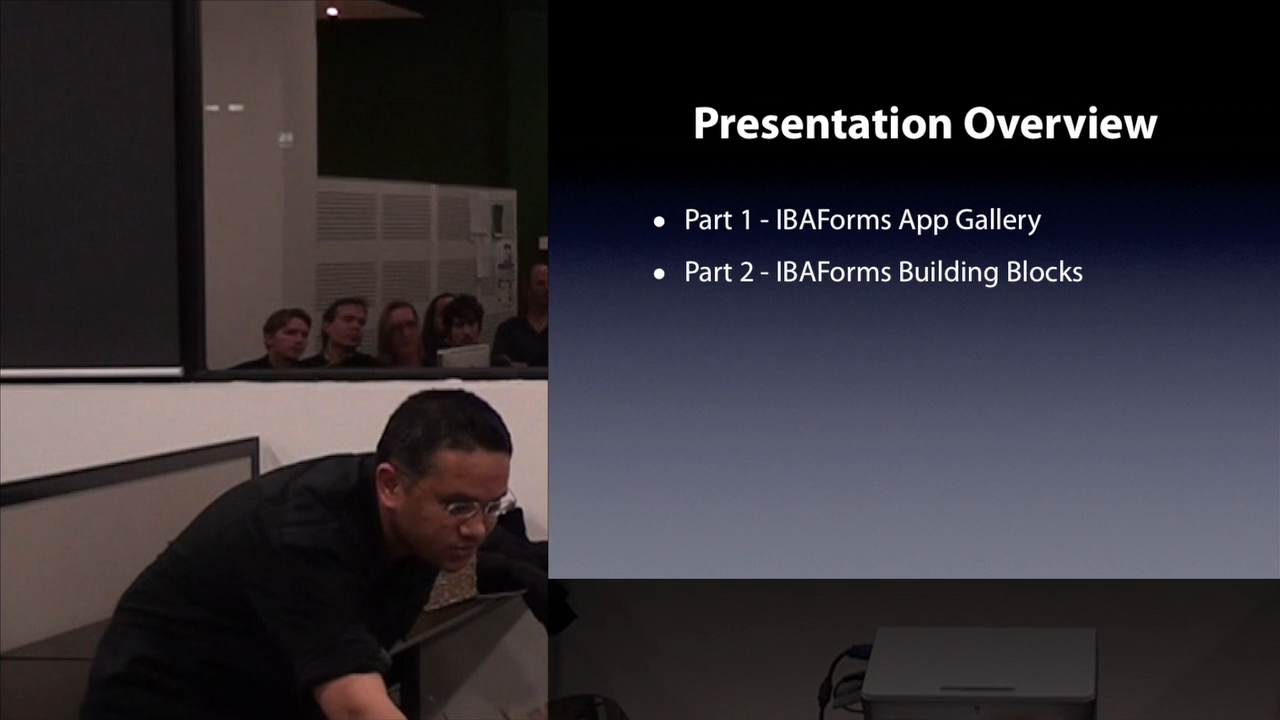 Presentation Overview
• Part 1 - IBAForms App Gallery
• Part 2 - IBAForms Building Blocks